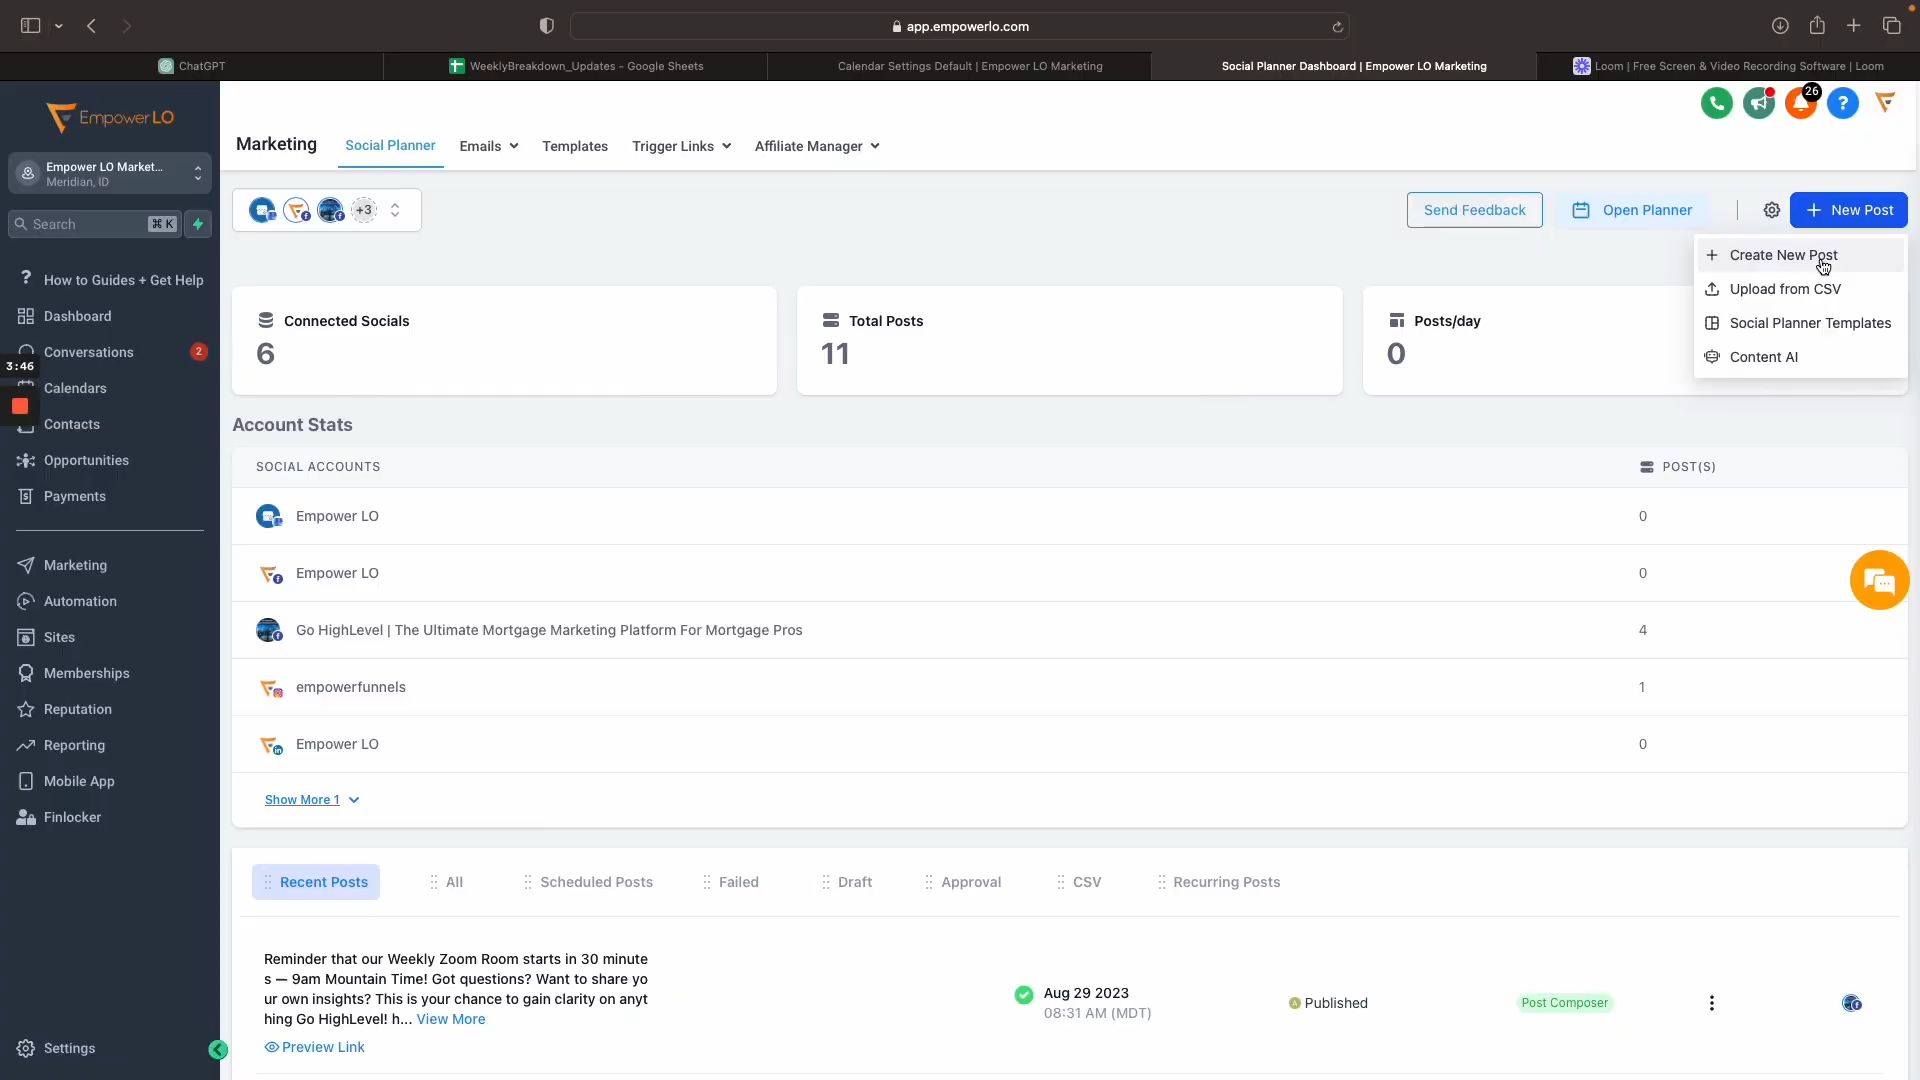 app.empowerlo.com
ChatGPT
WeeklyBreakdown_Updates - Google Sheets
Calendar Settings Default | Empower LO Marketing
Social Planner Dashboard | Empower LO Marketing
Loom | Free Screen & Video Recording Software | Loom
Empower LO
26
?
Marketing
Social Planner
Emails
Templates
Trigger Links
Affiliate Manager
Empower LO Market...
Meridian, ID
Search
⌘ K
+3
Send Feedback
Open Planner
+ New Post
+ Create New Post
Upload from CSV
Social Planner Templates
Content AI
? How to Guides + Get Help
Dashboard
Conversations
2
3:46
Calendars
Contacts
Opportunities
Payments
Marketing
Automation
Sites
Memberships
Reputation
Reporting
Mobile App
Finlocker
Settings
Connected Socials
6
Total Posts
11
Posts/day
0
Account Stats
SOCIAL ACCOUNTS
POST(S)
Empower LO
0
Empower LO
0
Go HighLevel | The Ultimate Mortgage Marketing Platform For Mortgage Pros
4
empowerfunnels
1
Empower LO
0
Show More 1
Recent Posts
All
Scheduled Posts
Failed
Draft
Approval
CSV
Recurring Posts
Reminder that our Weekly Zoom Room starts in 30 minute
s — 9am Mountain Time! Got questions? Want to share yo
ur own insights? This is your chance to gain clarity on anyt
hing Go HighLevel! h... View More
Preview Link
Aug 29 2023
08:31 AM (MDT)
A Published
Post Composer